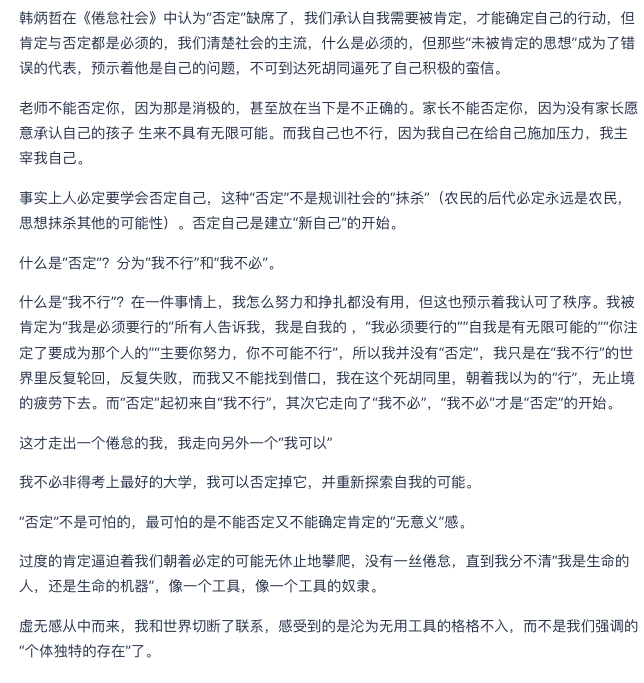 韩炳哲在《倦怠社会》中认为“否定”缺席了，我们承认自我需要被肯定，才能确定自己的行动，但
肯定与否定都是必须的，我们清楚社会的主流，什么是必须的，但那些“未被肯定的思想”成为了错
误的代表，预示着他是自己的问题，不可到达死胡同逼死了自己积极的蛮信。
老师不能否定你，因为那是消极的，甚至放在当下是不正确的。家长不能否定你，因为没有家长愿
意承认自己的孩子 生来不具有无限可能。而我自己也不行，因为我自己在给自己施加压力，我主
宰我自己。
事实上人必定要学会否定自己，这种“否定”不是规训社会的“抹杀”（农民的后代必定永远是农民，
思想抹杀其他的可能性）。否定自己是建立“新自己”的开始。
什么是“否定”？分为“我不行”和“我不必”。
什么是“我不行”？在一件事情上，我怎么努力和挣扎都没有用，但这也预示着我认可了秩序。我被
肯定为“我是必须要行的”所有人告诉我，我是自我的 ，“我必须要行的”“自我是有无限可能的”“你注
定了要成为那个人的”“主要你努力，你不可能不行”，所以我并没有“否定”，我只是在“我不行”的世
界里反复轮回，反复失败，而我又不能找到借口，我在这个死胡同里，朝着我以为的“行”，无止境
的疲劳下去。而“否定”起初来自“我不行”，其次它走向了“我不必”，“我不必”才是“否定”的开始。
这才走出一个倦怠的我，我走向另外一个“我可以”
我不必非得考上最好的大学，我可以否定掉它，并重新探索自我的可能。
“否定”不是可怕的，最可怕的是不能否定又不能确定肯定的“无意义”感。
过度的肯定逼迫着我们朝着必定的可能无休止地攀爬，没有一丝倦怠，直到我分不清“我是生命的
人，还是生命的机器”，像一个工具，像一个工具的奴隶。
虚无感从中而来，我和世界切断了联系，感受到的是沦为无用工具的格格不入，而不是我们强调的
“个体独特的存在”了。